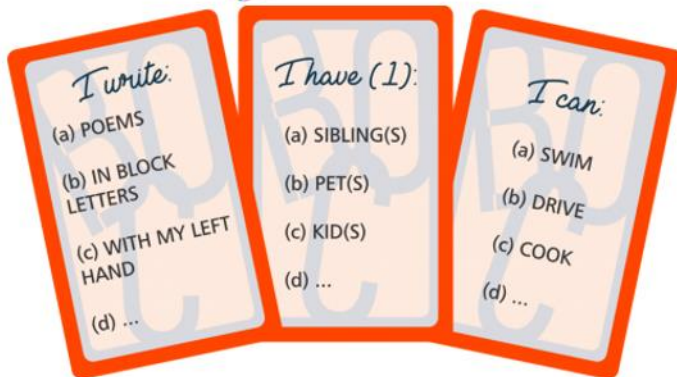 I write:
(a) POEMS
(b) IN BLOCK
LETTERS
(c) WITH MY LEFT
HAND
(d) ...
I have (1):
(a) SIBLING(S)
(b) PET(S)
(c) KID(S)
(d) ...
I can:
(a) SWIM
(b) DRIVE
(c) COOK
(d) ...